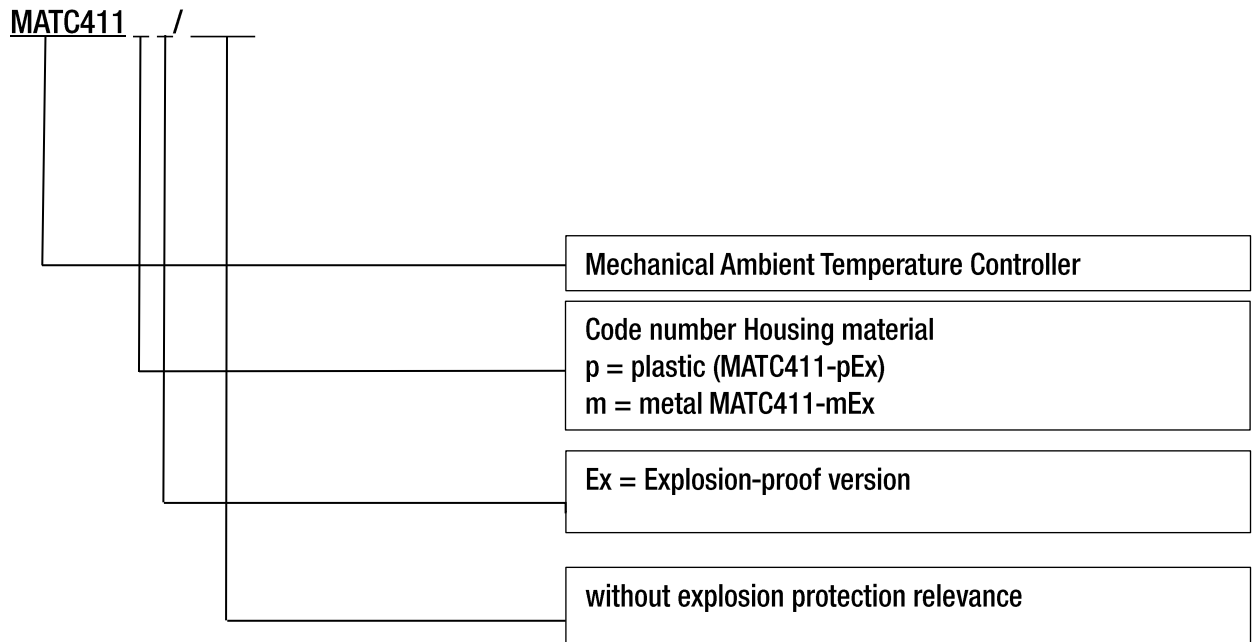 MATC411 _ _/ ___
Mechanical Ambient Temperature Controller
Code number Housing material
p = plastic (MATC411-pEx)
m = metal MATC411-mEx
Ex = Explosion-proof version
without explosion protection relevance